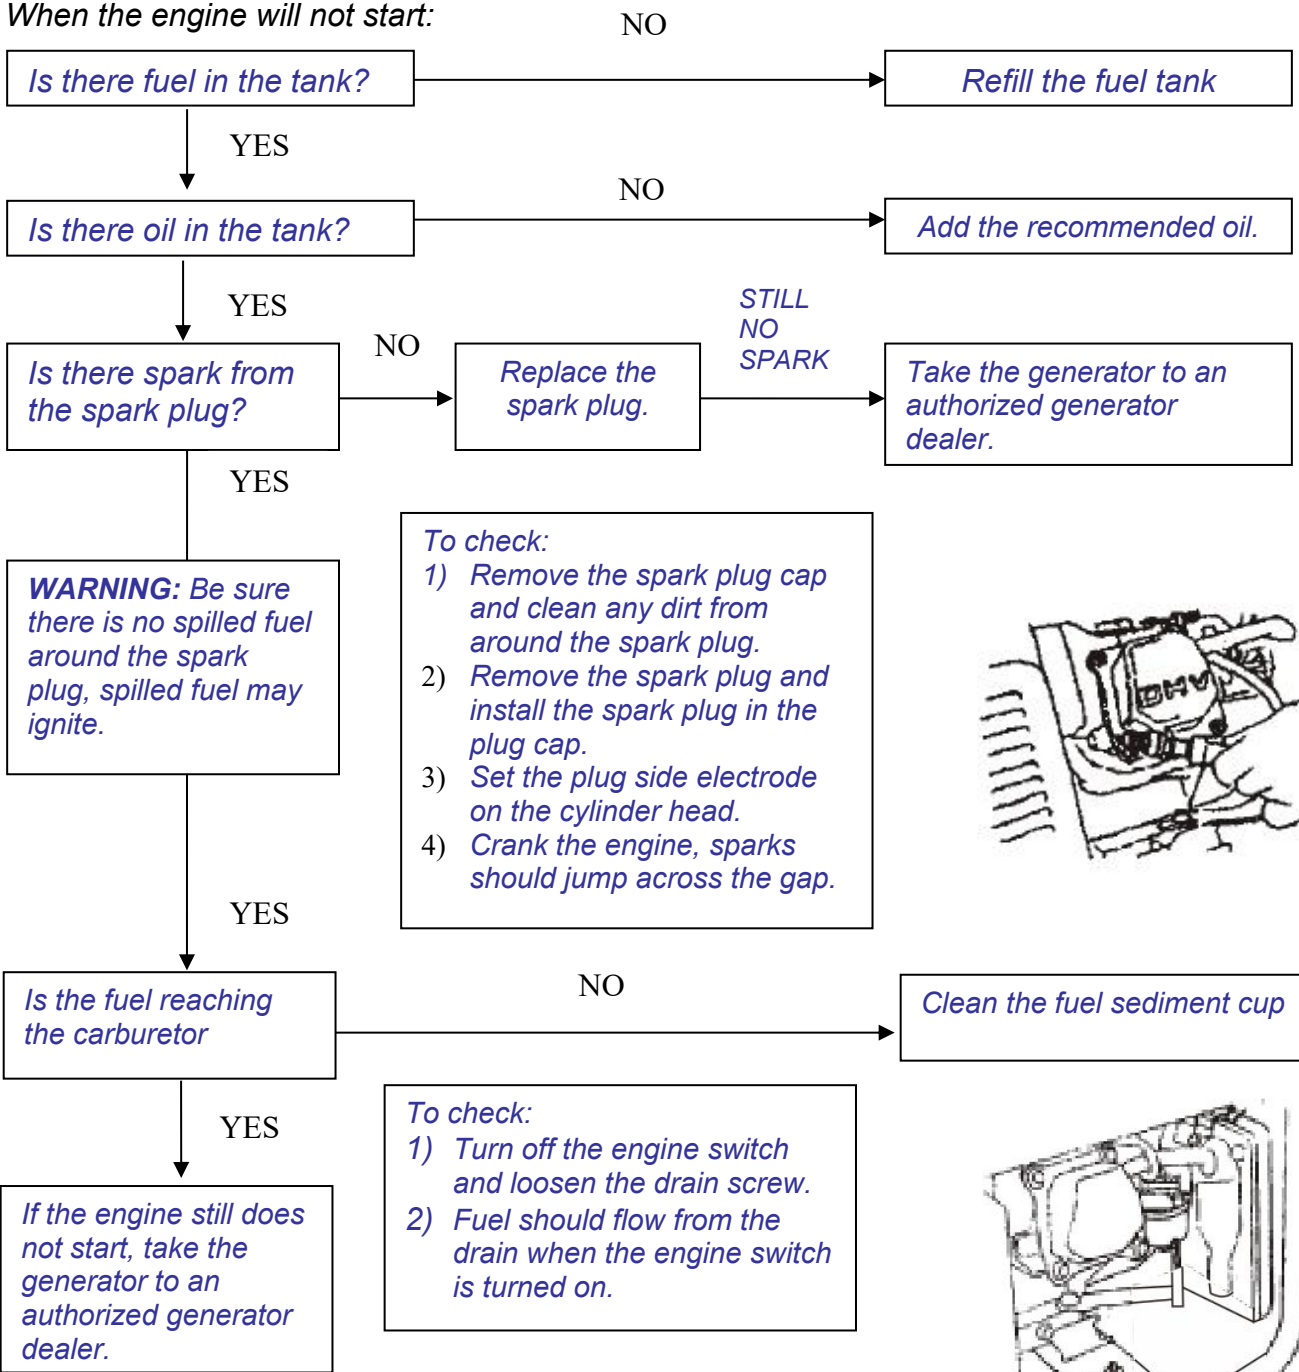 When the engine will not start:
NO
Is there fuel in the tank?
Refill the fuel tank
YES
NO
Is there oil in the tank?
Add the recommended oil.
YES
NO
STILL
NO
SPARK
Is there spark from
the spark plug?
Replace the
spark plug.
Take the generator to an
authorized generator
dealer.
YES
WARNING: Be sure
there is no spilled fuel
around the spark
plug, spilled fuel may
ignite.
To check:
1) Remove the spark plug cap
and clean any dirt from
around the spark plug.
2) Remove the spark plug and
install the spark plug in the
plug cap.
3) Set the plug side electrode
on the cylinder head.
4) Crank the engine, sparks
should jump across the gap.
OHV
YES
NO
Is the fuel reaching
the carburetor
Clean the fuel sediment cup
YES
To check:
1) Turn off the engine switch
and loosen the drain screw.
2) Fuel should flow from the
drain when the engine switch
is turned on.
If the engine still does
not start, take the
generator to an
authorized generator
dealer.